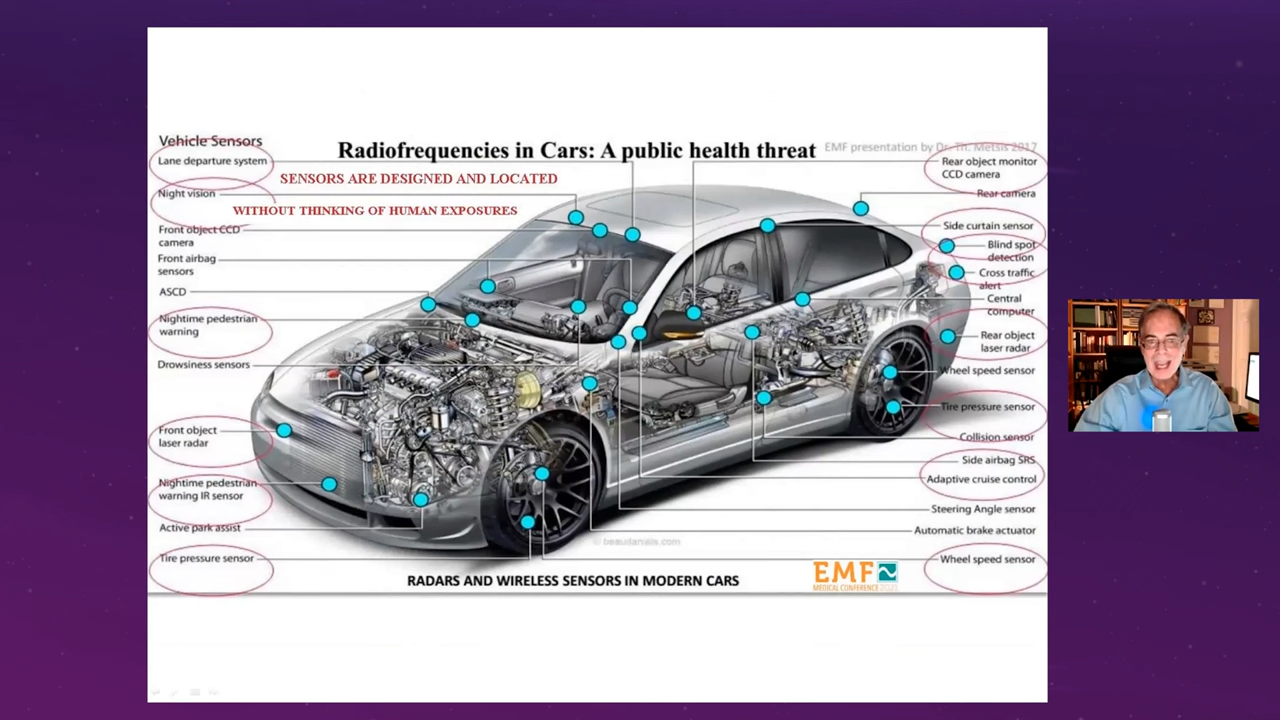 Vehicle Sensors
Radiofrequencies in Cars: A public health threat
EMF presentation by Dr. Th. Metsis 2017
SENSORS ARE DESIGNED AND LOCATED
WITHOUT THINKING OF HUMAN EXPOSURES
Lane departure system
Night vision
Front object CCD
camera
Front airbag
sensors
ASCD
Nightime pedestrian
warning
Drowsiness sensors
Front object
laser radar
Nightime pedestrian
warning IR sensor
Active park assist
Tire pressure sensor
Rear object monitor
CCD camera
Rear camera
Side curtain sensor
Blind spot
detection
Cross traffic
alert
Central
computer
Rear object
laser radar
Wheel speed sensor
Tire pressure sensor
Collision sensor
Side airbag SRS
Adaptive cruise control
Steering Angle sensor
Automatic brake actuator
Wheel speed sensor
RADARS AND WIRELESS SENSORS IN MODERN CARS
EMF
MEDICAL CONFERENCE 2021